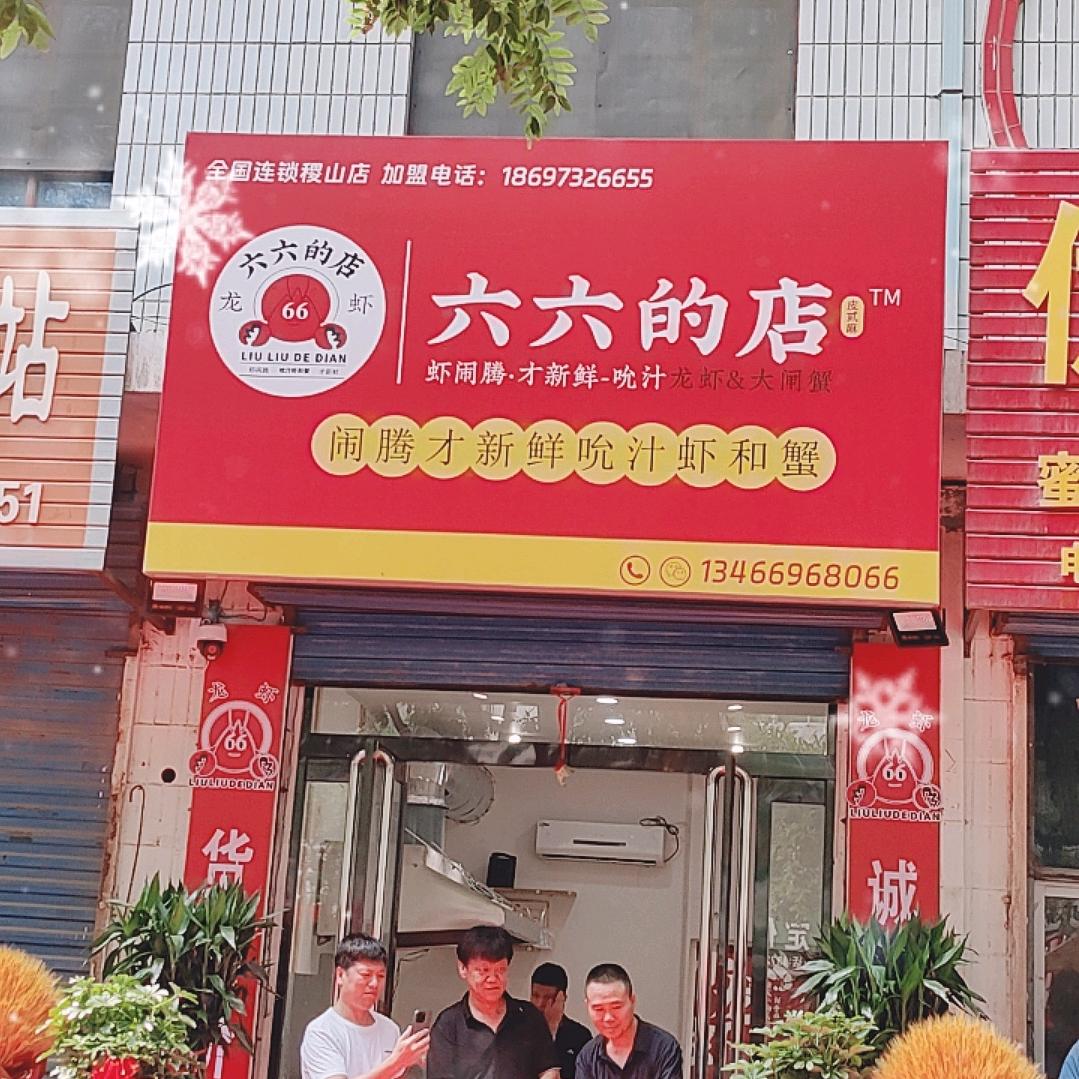 全国连锁稷山店 加盟电话：18697326655
六六的店
龙 虾
66
LIU LIU DE DIAN
六六的店 皮贰麻 TM
虾闹腾·才新鲜-吮汁龙虾&大闸蟹
闹腾才新鲜吮汁虾和蟹
13466968066
站
51
蜜
龙 虾
66
LIULIUDEDIAN
货
龙 虾
66
LIULIUDEDIAN
诚